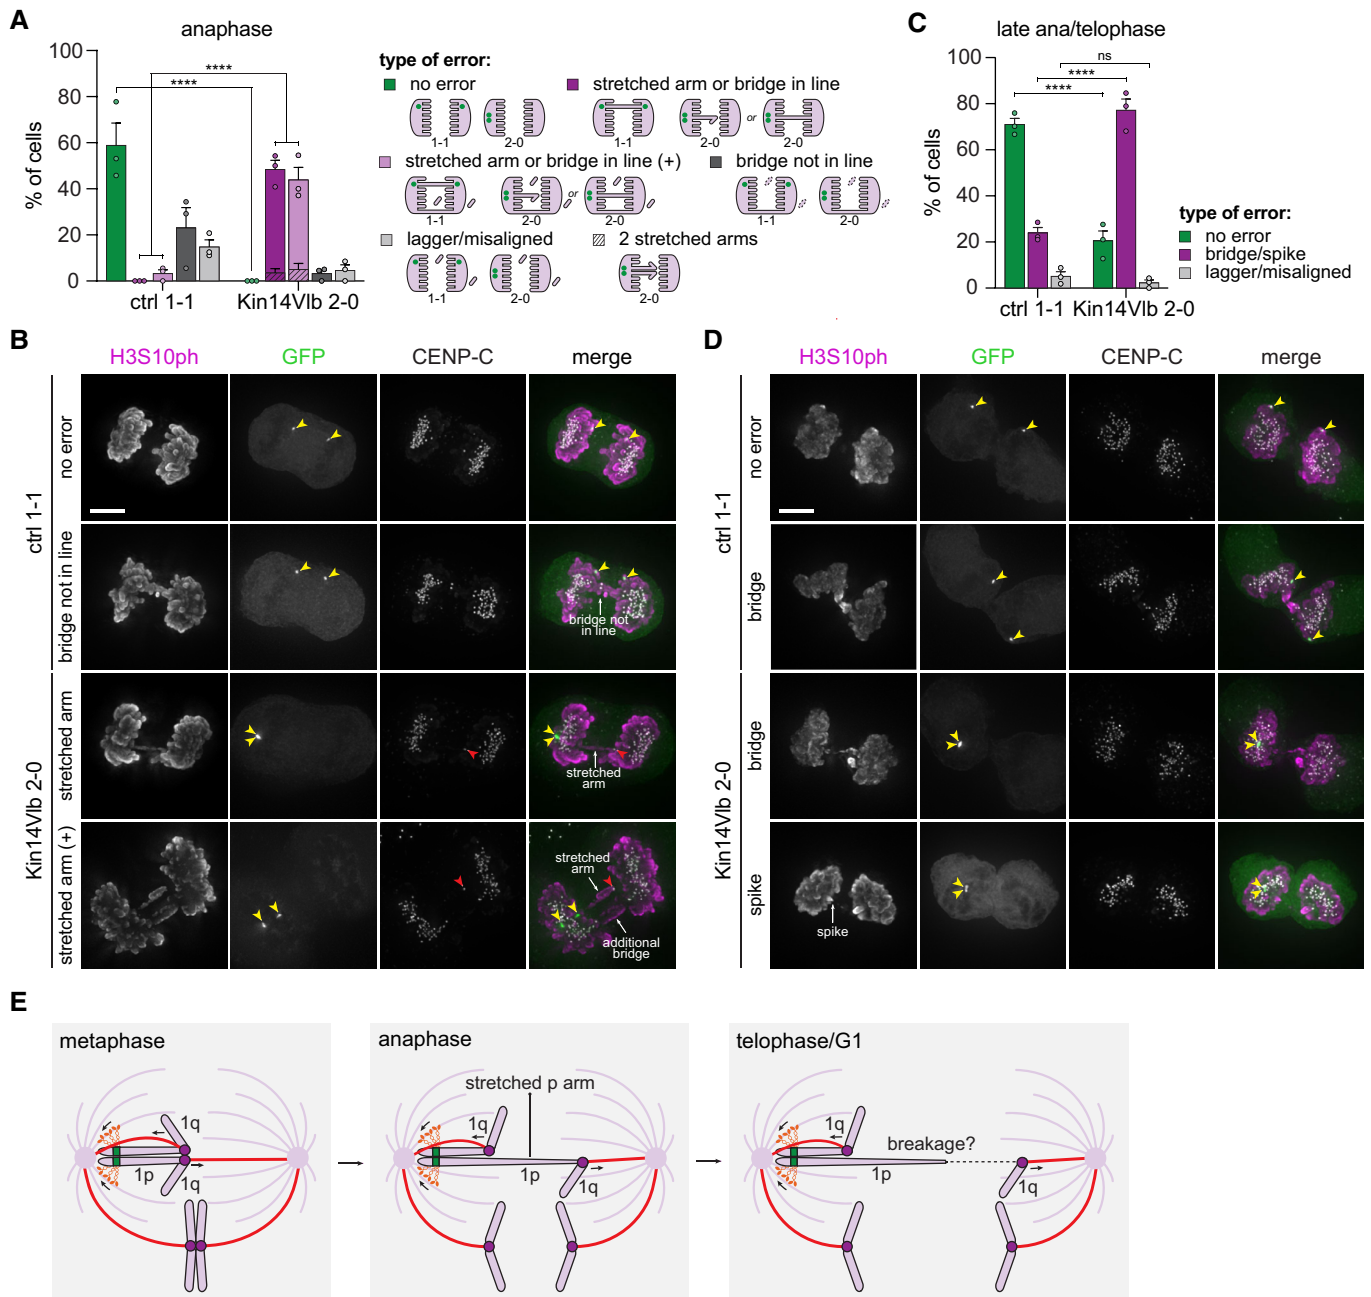 A
anaphase
% of cells
100
80
60
40
20
0
****
****
ctrl 1-1
Kin14VIb 2-0
type of error:
no error
stretched arm or bridge in line
1-1
2-0
1-1
2-0
or
stretched arm or bridge in line (+)
bridge not in line
1-1
2-0
or
2-0
1-1
2-0
lagger/misaligned
2 stretched arms
1-1
2-0
2-0
C
late ana/telophase
% of cells
100
80
60
40
20
0
ns
****
****
ctrl 1-1
Kin14VIb 2-0
type of error:
no error
bridge/spike
lagger/misaligned
B
H3S10ph
GFP
CENP-C
merge
ctrl 1-1
no error
bridge not in line
bridge not
in line
Kin14VIb 2-0
stretched arm
stretched
arm
stretched arm (+)
stretched
arm
additional
bridge
D
H3S10ph
GFP
CENP-C
merge
ctrl 1-1
no error
bridge
Kin14VIb 2-0
bridge
spike
spike
E
metaphase
1q
1p
1q
anaphase
stretched p arm
1q
1p
1q
telophase/G1
1q
breakage?
1p
1q